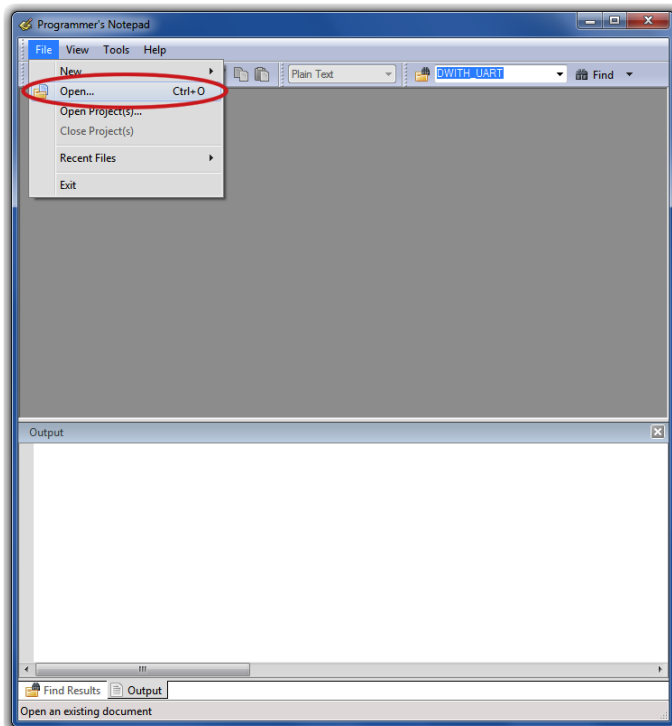 Programmer's Notepad
File View Tools Help
New
Plain Text DWITH_UART Find
Open... Ctrl+O
Open Project(s)...
Close Project(s)
Recent Files
Exit
Output
Find Results Output
Open an existing document